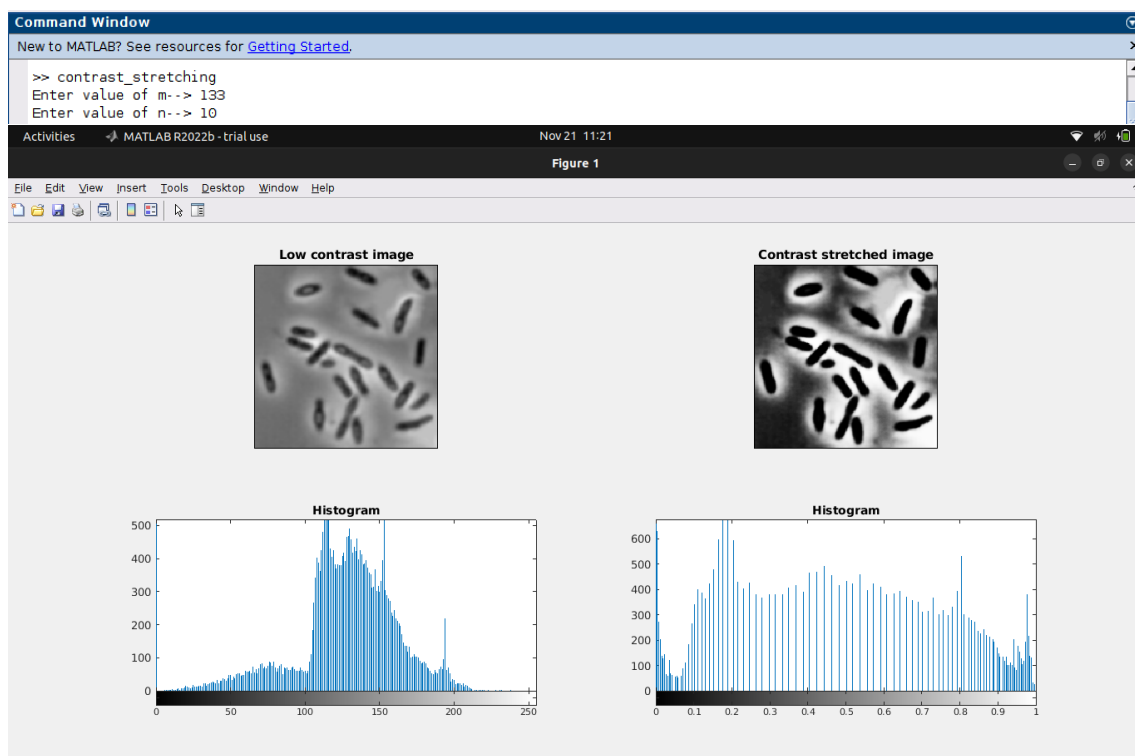 Command Window
New to MATLAB? See resources for Getting Started.
>> contrast_stretching
Enter value of m--> 133
Enter value of n--> 10
Activities MATLAB R2022b - trial use Nov 21 11:21
Figure 1
File Edit View Insert Tools Desktop Window Help
Low contrast image
Contrast stretched image
Histogram
500
400
300
200
100
0
0 50 100 150 200 250
Histogram
600
500
400
300
200
100
0
0 0.1 0.2 0.3 0.4 0.5 0.6 0.7 0.8 0.9 1